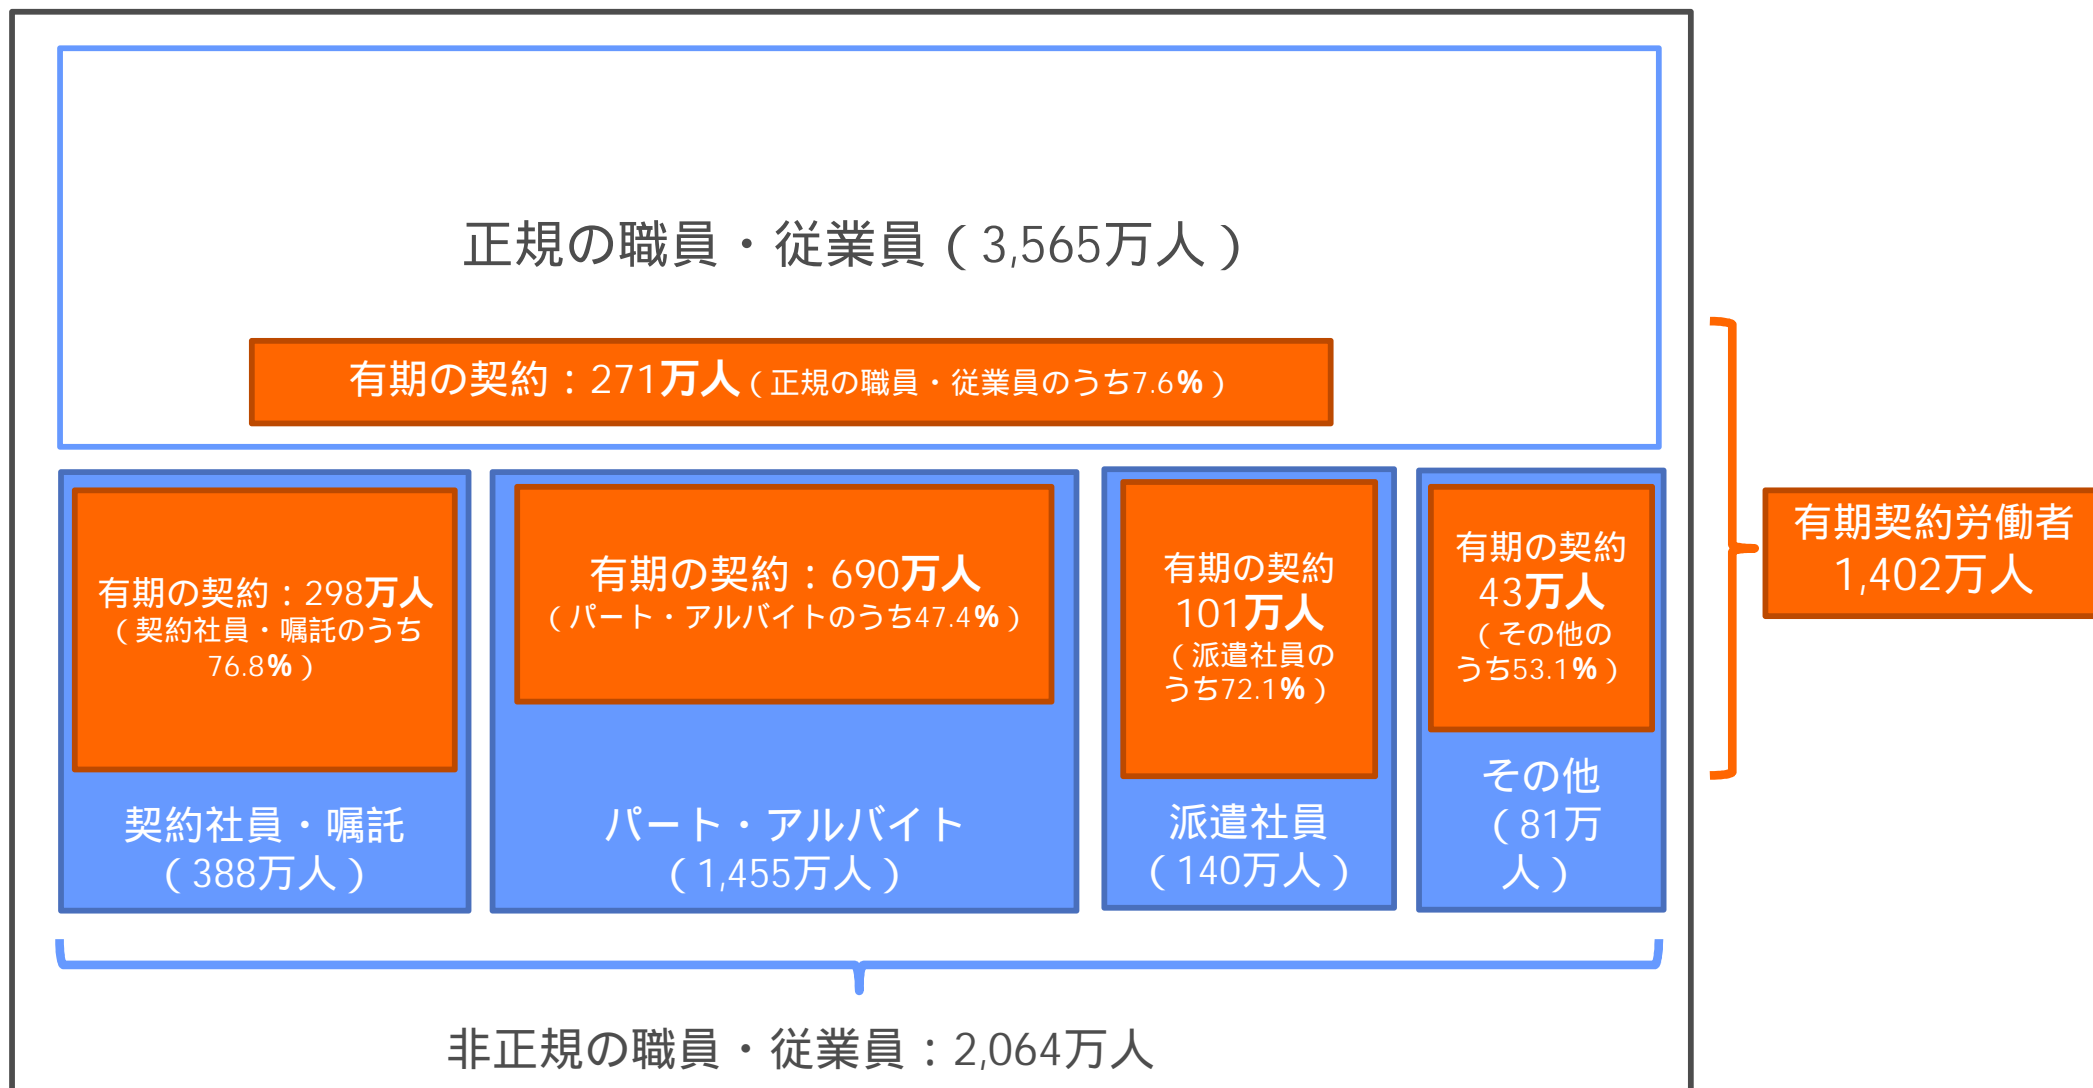 正規の職員・従業員（3,565万人）
有期の契約：271万人（正規の職員・従業員のうち7.6%）
有期の契約：298万人
（契約社員・嘱託のうち
76.8%）
契約社員・嘱託
（388万人）
有期の契約：690万人
（パート・アルバイトのうち47.4%）
パート・アルバイト
（1,455万人）
有期の契約
101万人
（派遣社員の
うち72.1%）
派遣社員
（140万人）
有期の契約
43万人
（その他の
うち53.1%）
その他
（81万
人）
有期契約労働者
1,402万人
非正規の職員・従業員：2,064万人